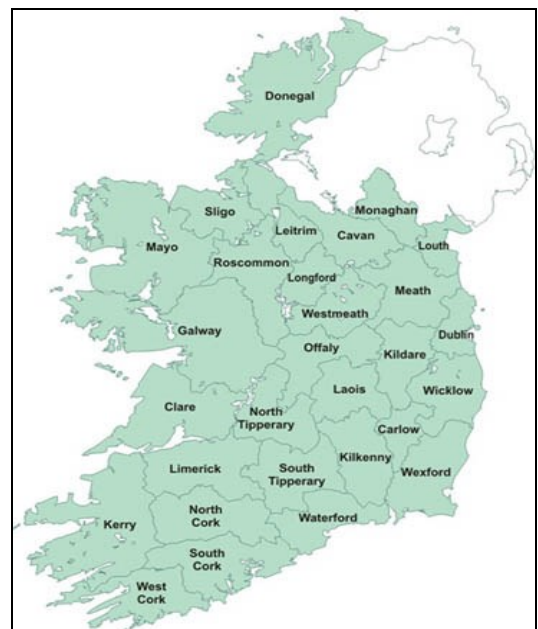 Donegal
Sligo
Monaghan
Leitrim
Cavan
Louth
Mayo
Roscommon
Longford
Meath
Westmeath
Galway
Dublin
Offaly
Kildare
Laois
Wicklow
Clare
North
Tipperary
Carlow
Kilkenny
Limerick
South
Tipperary
Wexford
North
Cork
Waterford
Kerry
South
Cork
West
Cork